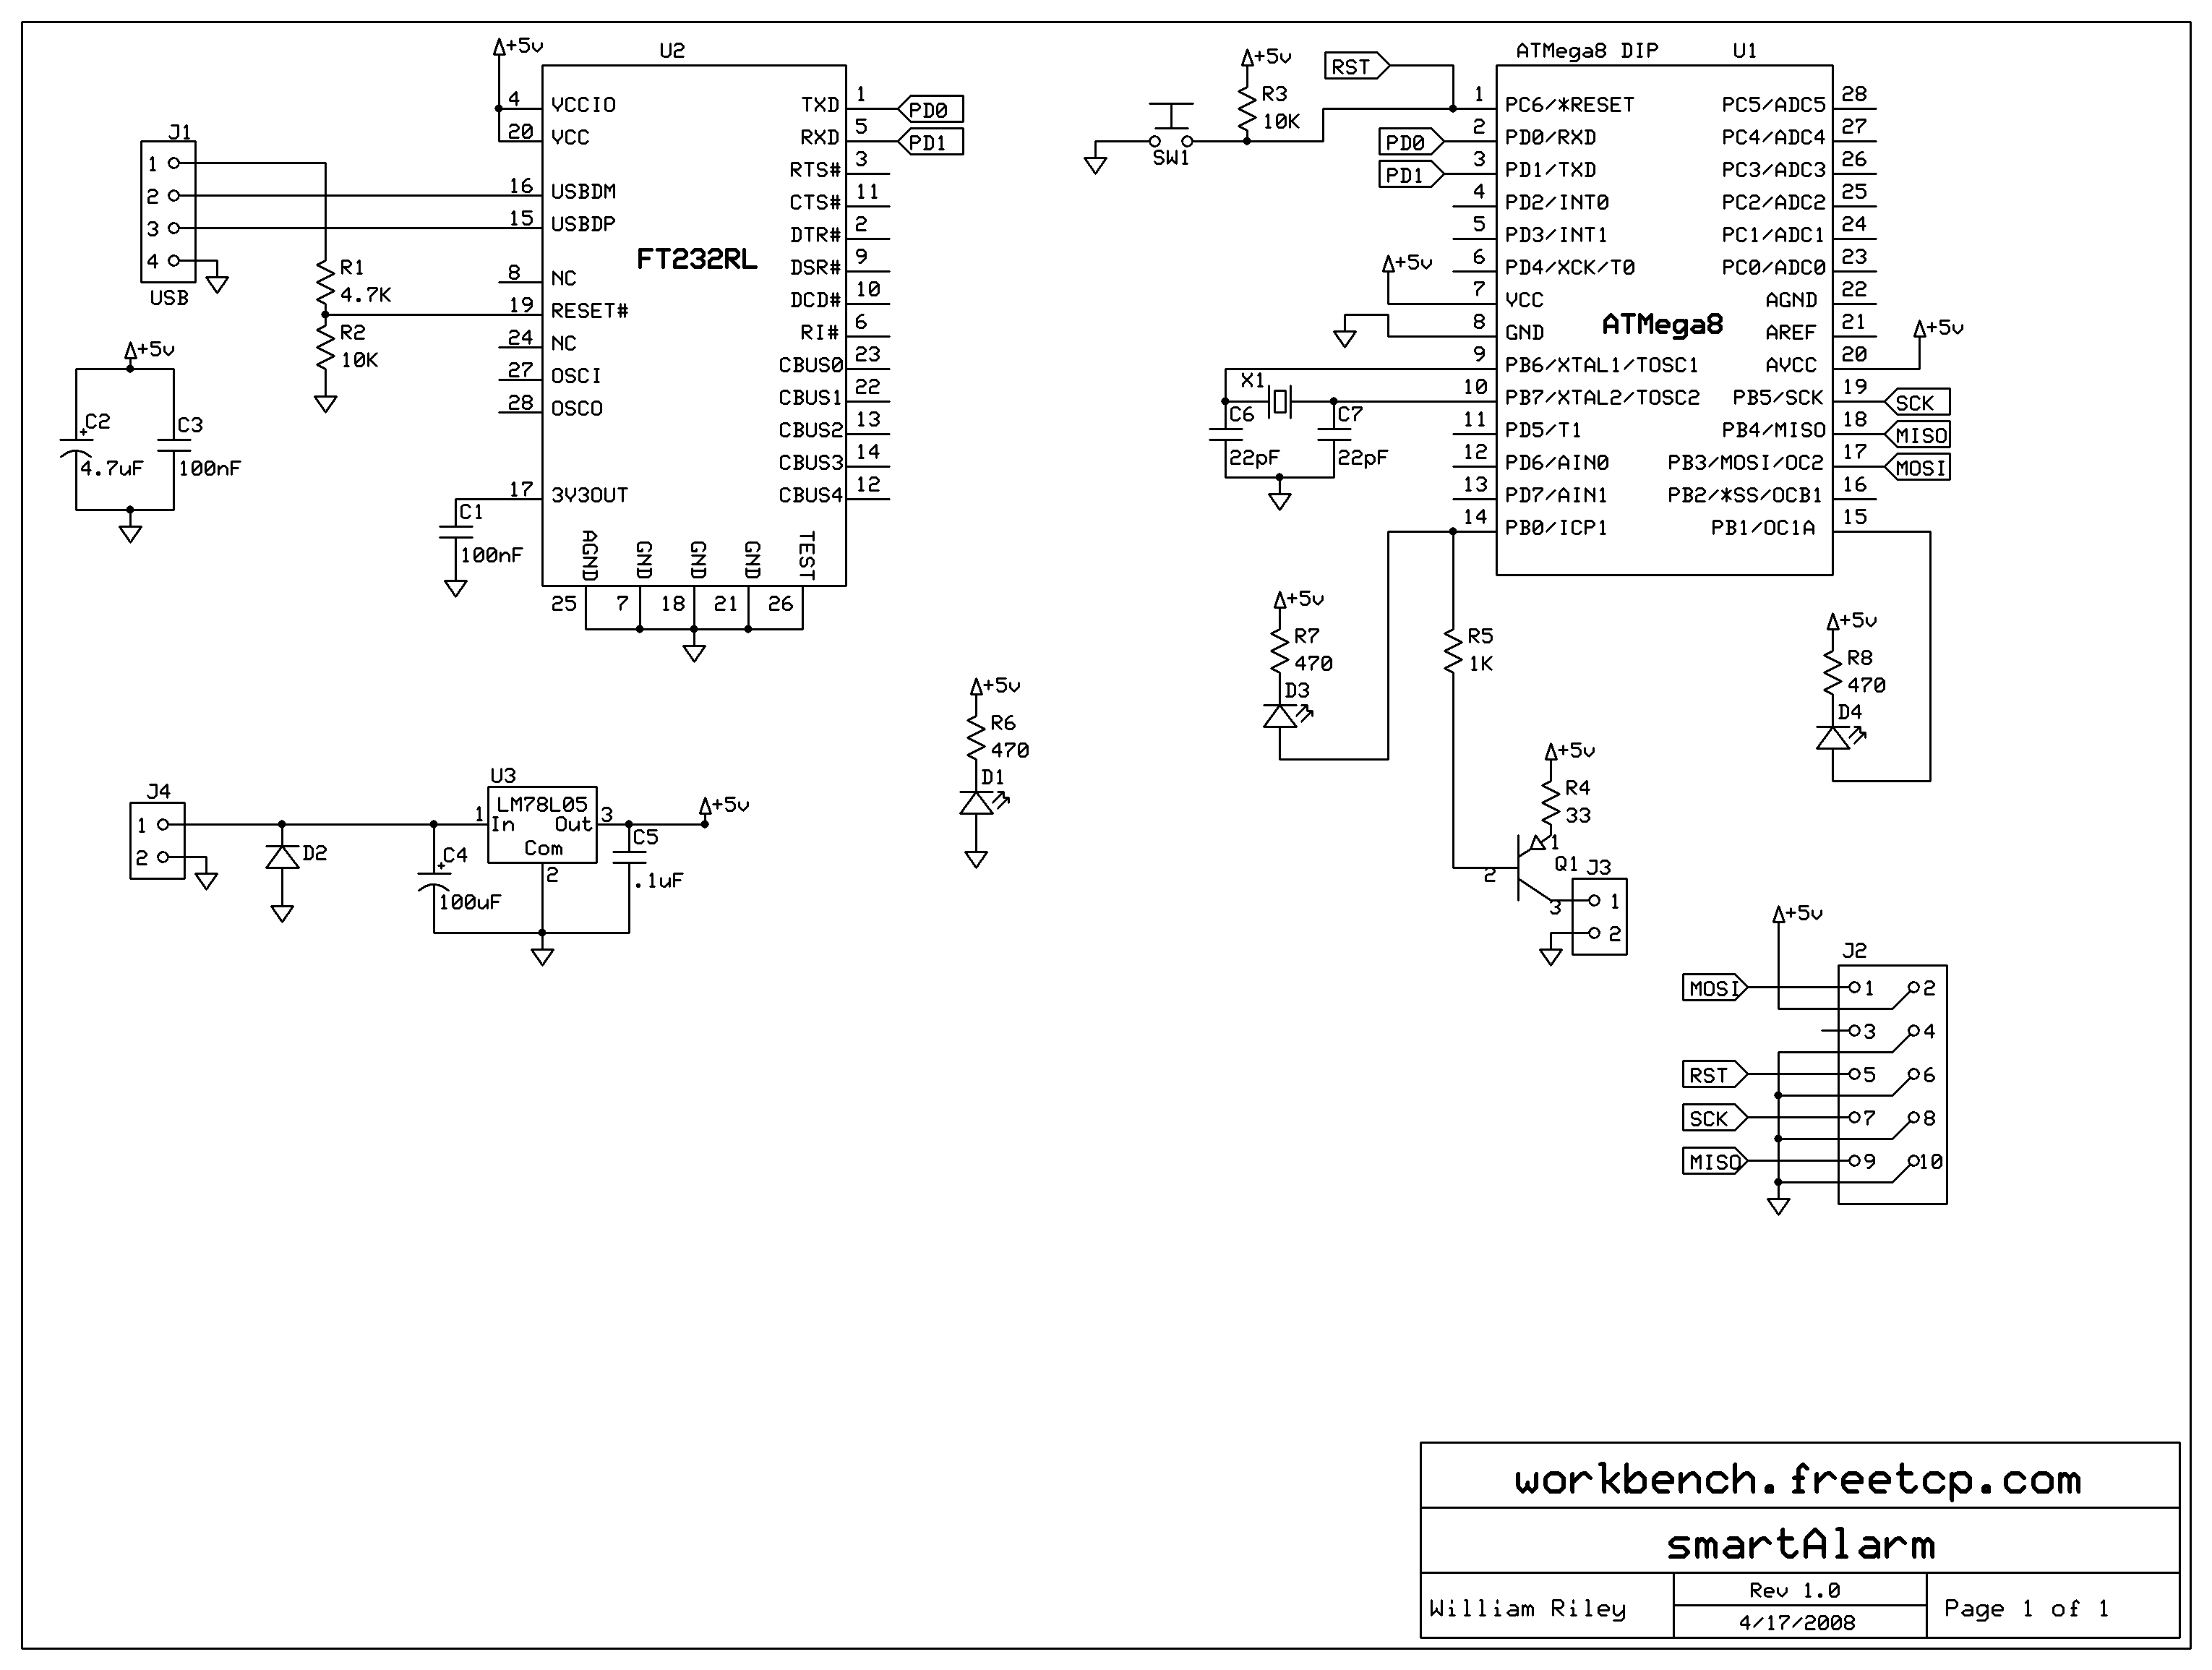 +5v
U2
4 VCCIO
20 VCC
16 USBDM
15 USBDP
8 NC
19 RESET#
24 NC
27 OSCI
28 OSCO
17 3V3OUT
FT232RL
TXD 1
RXD 5
RTS# 3
CTS# 11
DTR# 2
DSR# 9
DCD# 10
RI# 6
CBUS0 23
CBUS1 22
CBUS2 13
CBUS3 14
CBUS4 12
PD0
PD1
AGND GND GND GND TEST
25 7 18 21 26
J1
1
2
3
4
USB
R1
4.7K
R2
10K
+5v
C2
+
4.7uF
C3
100nF
C1
100nF
+5v
R3
10K
SW1
RST
PD0
PD1
ATMega8 DIP U1
1 PC6/*RESET
2 PD0/RXD
3 PD1/TXD
4 PD2/INT0
5 PD3/INT1
6 PD4/XCK/T0
7 VCC
8 GND
9 PB6/XTAL1/TOSC1
10 PB7/XTAL2/TOSC2
11 PD5/T1
12 PD6/AIN0
13 PD7/AIN1
14 PB0/ICP1
ATMega8
PC5/ADC5 28
PC4/ADC4 27
PC3/ADC3 26
PC2/ADC2 25
PC1/ADC1 24
PC0/ADC0 23
AGND 22
AREF 21
AVCC 20
PB5/SCK 19
PB4/MISO 18
PB3/MOSI/OC2 17
PB2/*SS/OCB1 16
PB1/OC1A 15
+5v
+5v
SCK
MISO
MOSI
X1
C6
22pF
C7
22pF
+5v
R7
470
D3
R5
1K
+5v
R8
470
D4
+5v
R6
470
D1
J4
1
2
D2
C4
+
100uF
U3
LM78L05
1 In Out 3
Com
2
C5
.1uF
+5v
+5v
R4
33
1
Q1
2
3
J3
1
2
+5v
J2
MOSI 1 2
3 4
RST 5 6
SCK 7 8
MISO 9 10
workbench.freetcp.com
smartAlarm
William Riley
Rev 1.0
4/17/2008
Page 1 of 1